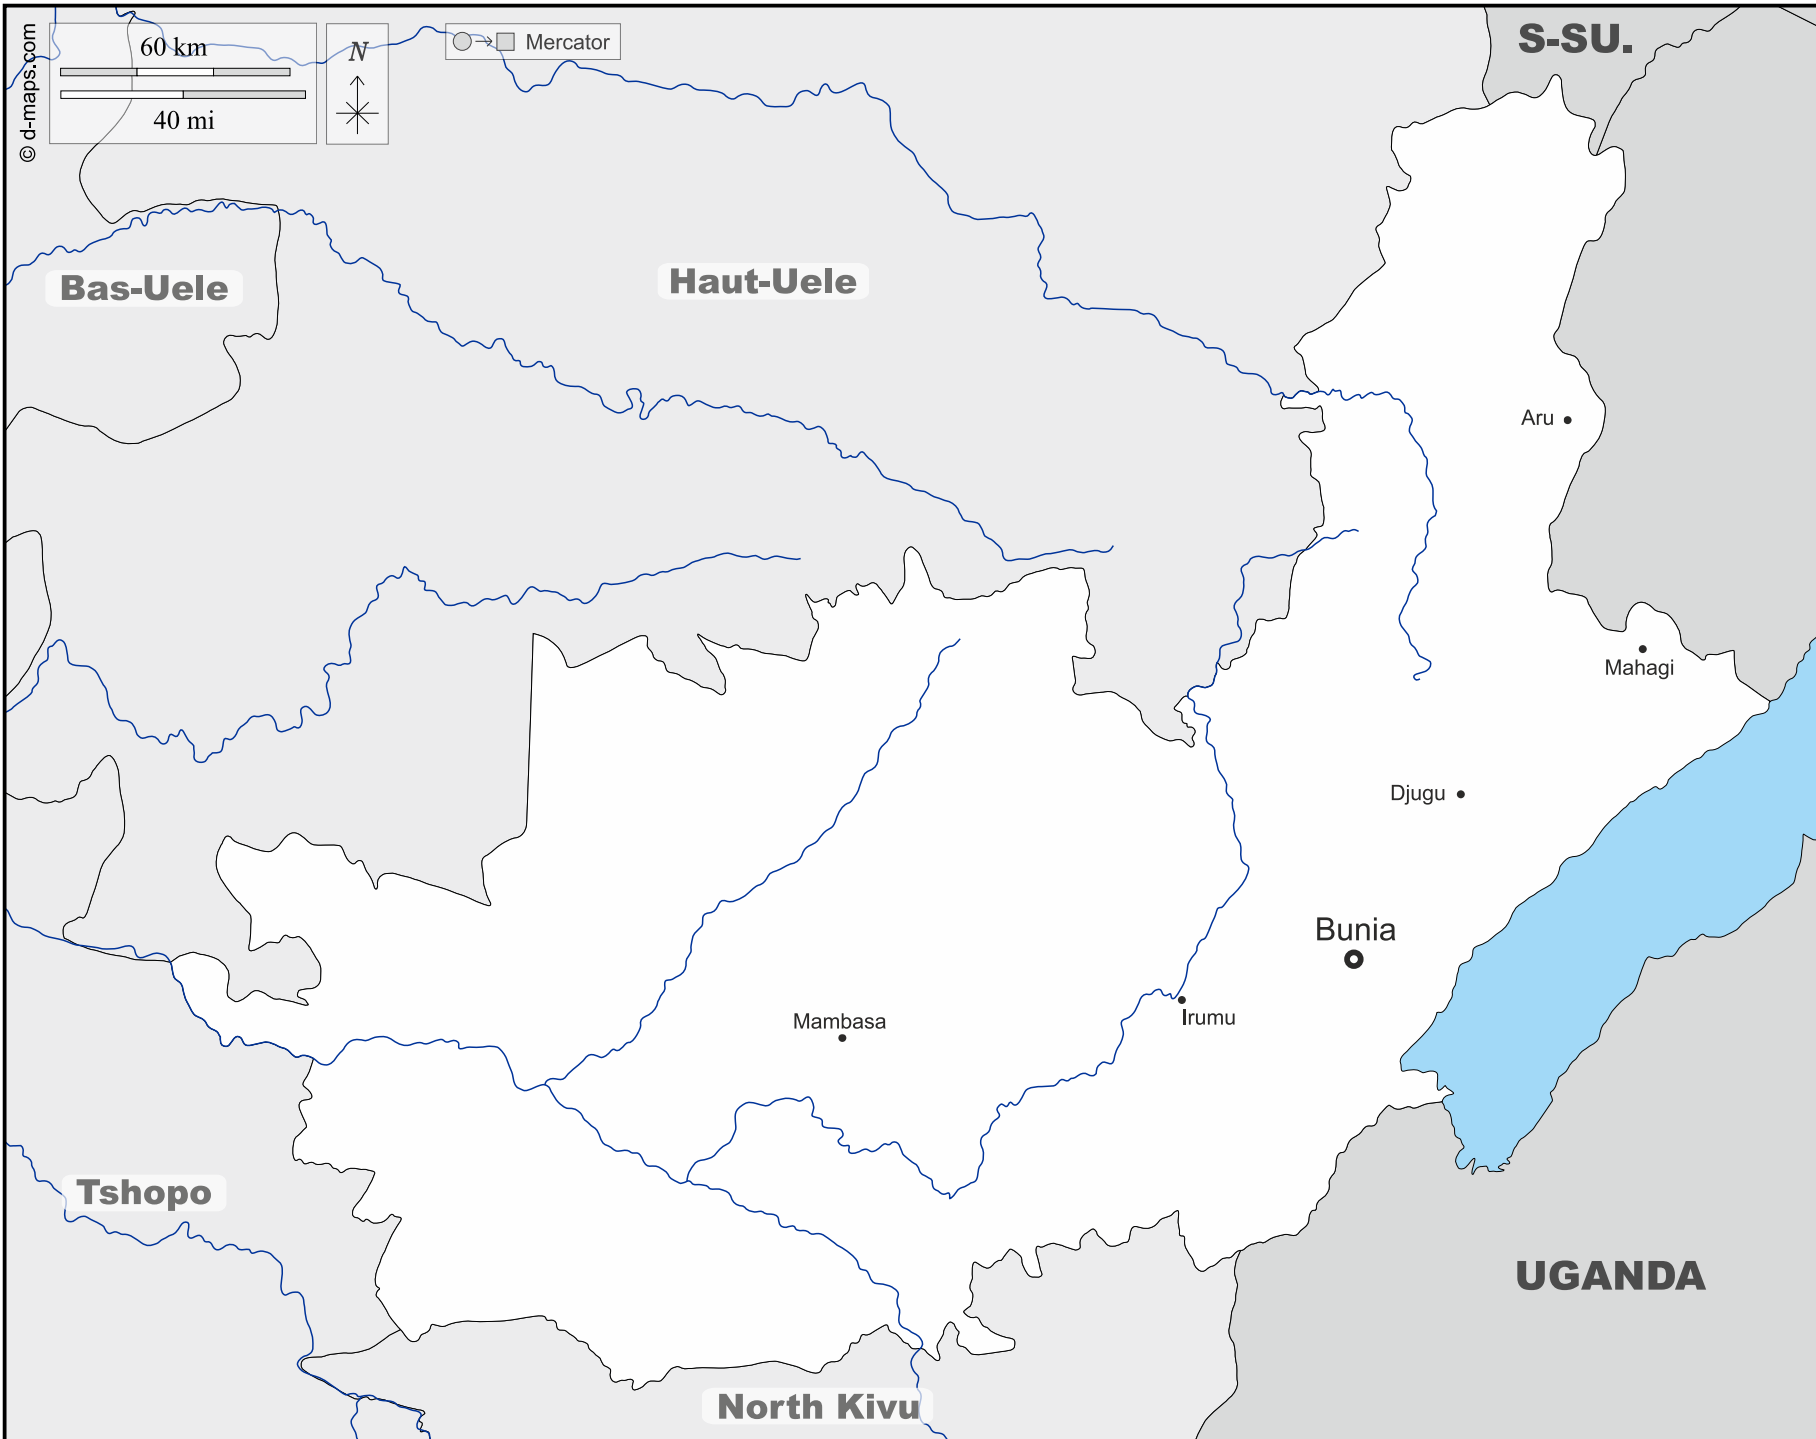 © d-maps.com
60 km
40 mi
N
Mercator
S-SU.
Bas-Uele
Haut-Uele
Aru
Mahagi
Djugu
Bunia
Irumu
Mambasa
Tshopo
UGANDA
North Kivu